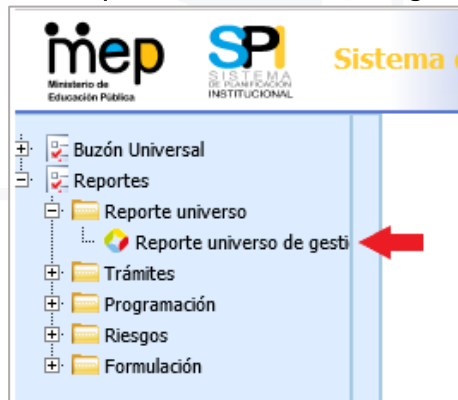 mep
Ministerio de
Educación Pública
SPI
SISTEMA
DE PLANIFICACIÓN
INSTITUCIONAL
Sistema
Buzón Universal
Reportes
Reporte universo
Reporte universo de gesti
Trámites
Programación
Riesgos
Formulación